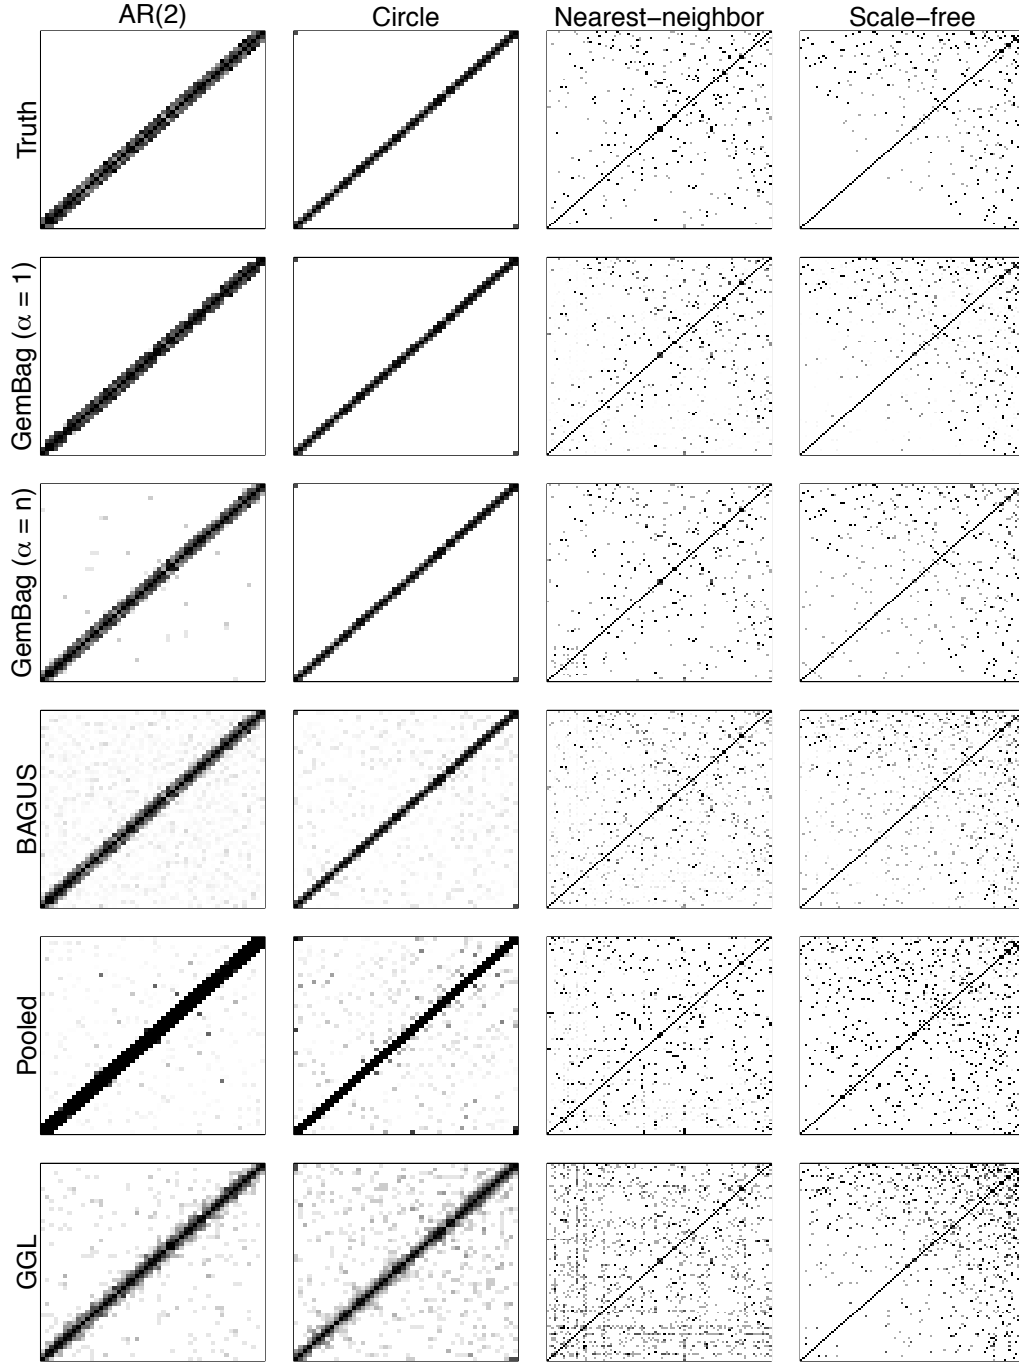 AR(2)
Circle
Nearest−neighbor
Scale−free
Truth
GemBag (α = 1)
GemBag (α = n)
BAGUS
Pooled
GGL